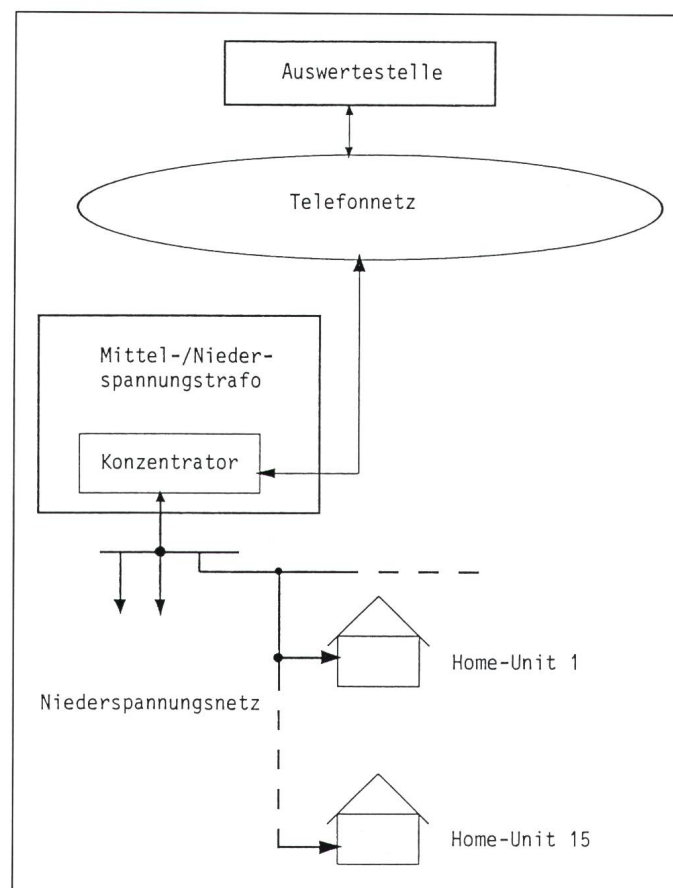 Auswertestelle
Telefonnetz
Mittel-/Nieder-
spannungstrafo
Konzentrator
Home-Unit 1
Niederspannungsnetz
Home-Unit 15